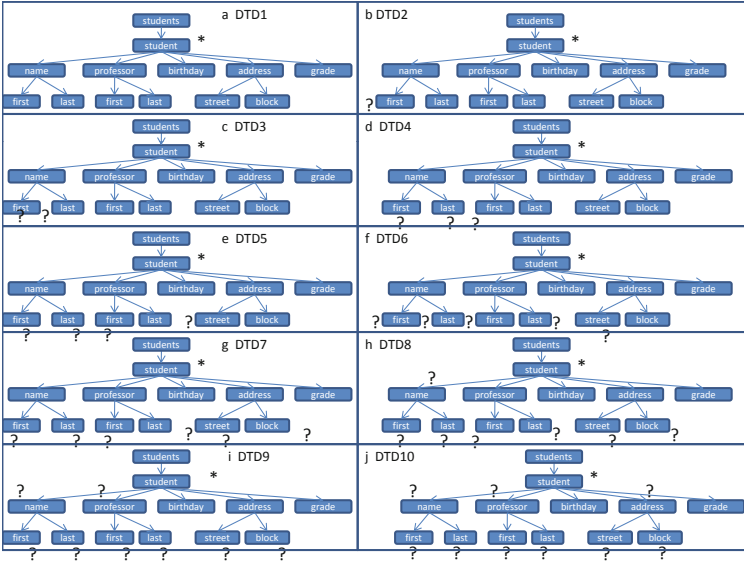 a DTD1
students
student *
name professor birthday address grade
first last first last street block
b DTD2
students
student *
name professor birthday address grade
first last first last street block
?
c DTD3
students
student *
name professor birthday address grade
first last first last street block
? ?
d DTD4
students
student *
name professor birthday address grade
first last first last street block
? ? ?
e DTD5
students
student *
name professor birthday address grade
first last first last ? street block
? ? ?
f DTD6
students
student *
name professor birthday address grade
? first ? last ? first last ? street block
?
g DTD7
students
student *
name professor birthday address grade
first last first last street block
? ? ? ? ? ?
h DTD8
students
student *
?
name professor birthday address grade
first last first last street block
? ? ? ? ? ?
i DTD9
students
student *
? ?
name professor birthday address grade
first last first last street block
? ? ? ? ? ?
j DTD10
students
student *
? ? ?
name professor birthday address grade
first last first last street block
? ? ? ? ? ?